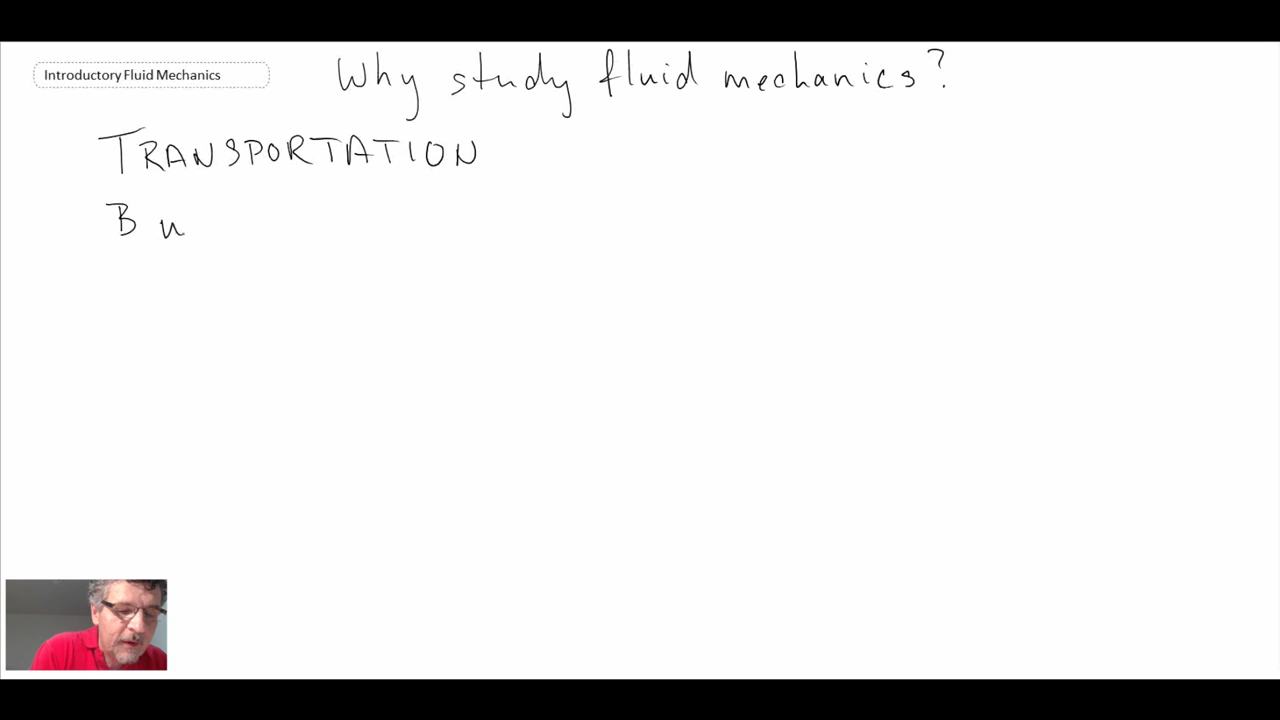 Introductory Fluid Mechanics
Why study fluid mechanics?
TRANSPORTATION
B u